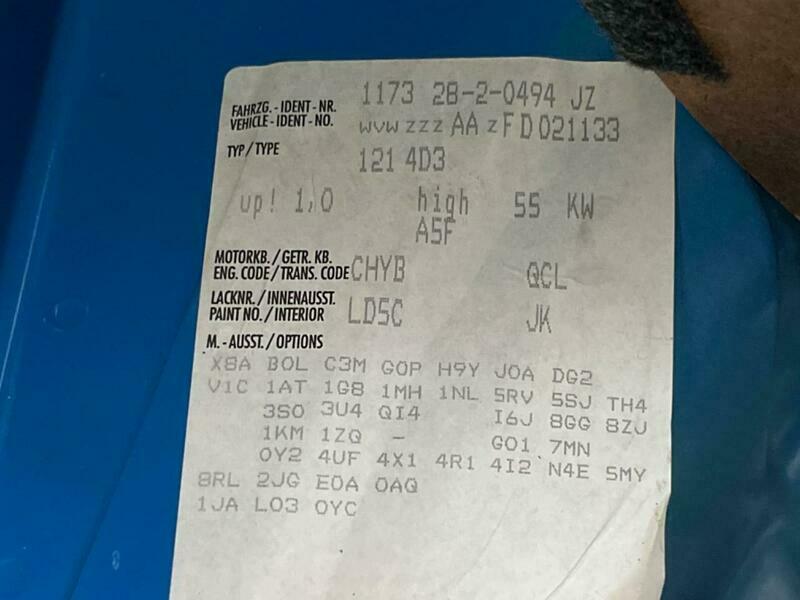 1173 28-2-0494 JZ
FAHRZG. - IDENT - NR.
VEHICLE - IDENT - NO. WVWZZZAAZFD021133
TYP / TYPE 121 4D3
up! 1,0 high 55 KW
A5F
MOTORKB. / GETR. KB.
ENG. CODE / TRANS. CODE CHYB QCL
LACKNR. / INNENAUSST.
PAINT NO. / INTERIOR LD5C JK
M. - AUSST. / OPTIONS
X8A B0L C3M G0P H9Y J0A DG2
V1C 1AT 1G8 1MH 1NL 5RV 5SJ TH4
3S0 3U4 QI4 I6J 8GG 8ZJ
1KM 1ZQ - G01 7MN
0Y2 4UF 4X1 4R1 4I2 N4E 5MY
8RL 2JG E0A 0AQ
1JA L03 0YC